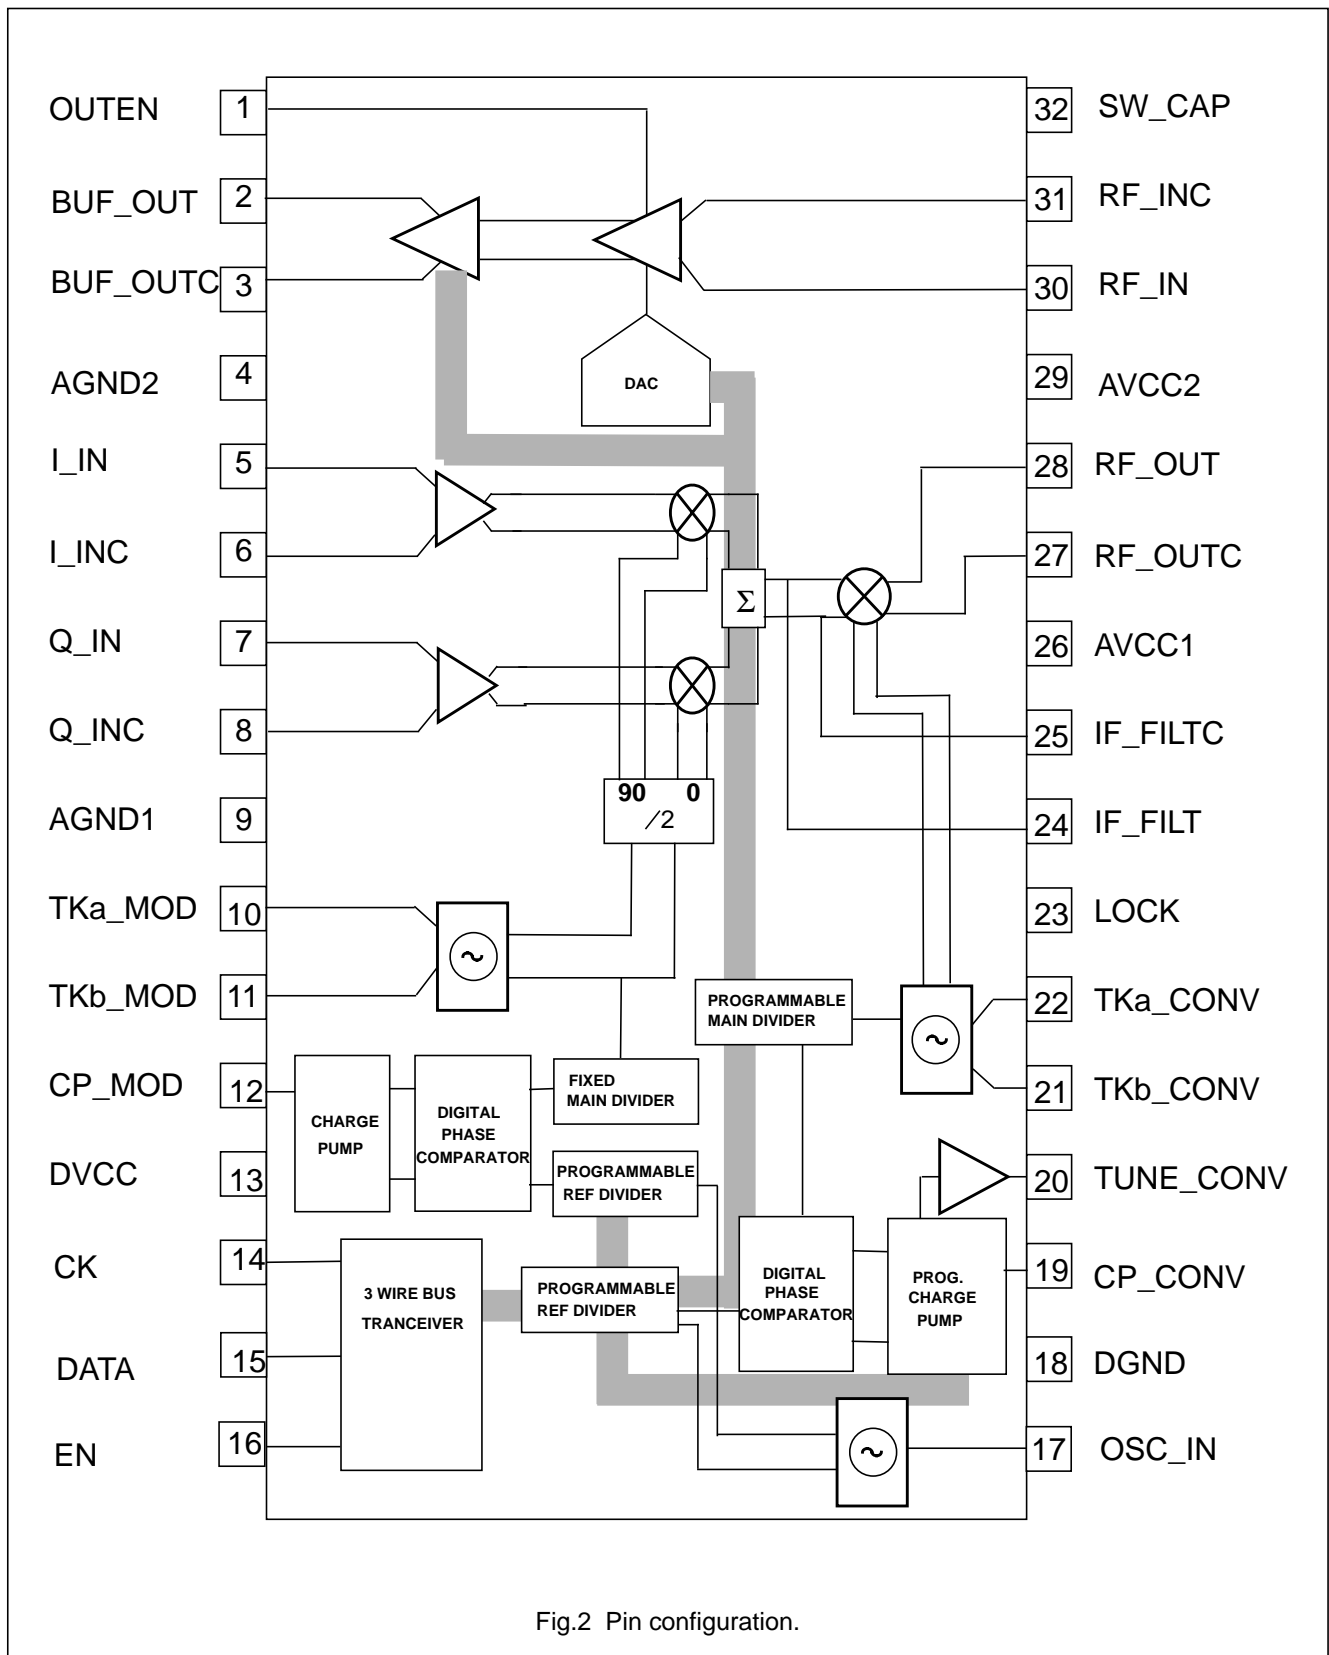 OUTEN 1
BUF_OUT 2
BUF_OUTC 3
AGND2 4
I_IN 5
I_INC 6
Q_IN 7
Q_INC 8
AGND1 9
TKa_MOD 10
TKb_MOD 11
CP_MOD 12
DVCC 13
CK 14
DATA 15
EN 16
32 SW_CAP
31 RF_INC
30 RF_IN
29 AVCC2
28 RF_OUT
27 RF_OUTC
26 AVCC1
25 IF_FILTC
24 IF_FILT
23 LOCK
22 TKa_CONV
21 TKb_CONV
20 TUNE_CONV
19 CP_CONV
18 DGND
17 OSC_IN
DAC
Σ
90 0
/2
PROGRAMMABLE
MAIN DIVIDER
FIXED
MAIN DIVIDER
CHARGE
PUMP
DIGITAL
PHASE
COMPARATOR
PROGRAMMABLE
REF DIVIDER
3 WIRE BUS
TRANCEIVER
PROGRAMMABLE
REF DIVIDER
DIGITAL
PHASE
COMPARATOR
PROG.
CHARGE
PUMP
Fig.2 Pin configuration.